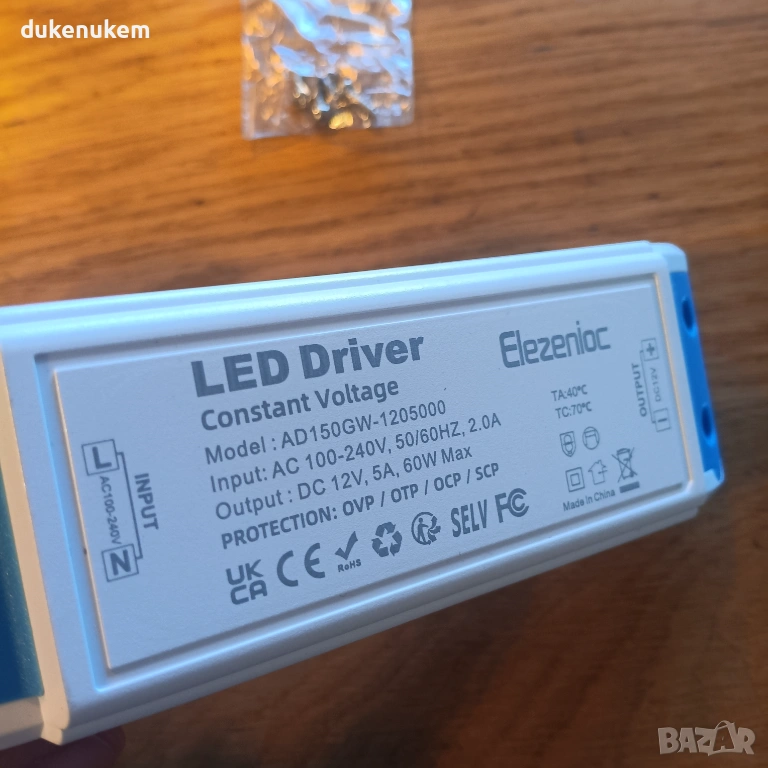 dukenukem
LED Driver
Constant Voltage
Model : AD150GW-1205000
Input: AC 100-240V, 50/60HZ, 2.0A
Output : DC 12V, 5A, 60W Max
PROTECTION: OVP / OTP / OCP / SCP
UK
CA
CE
RoHS
SELV
FC
Elezenioc
TA:40℃
TC:70℃
Made In China
L
AC100-240V
N
INPUT
OUTPUT
+
DC12V
-
BAZAR